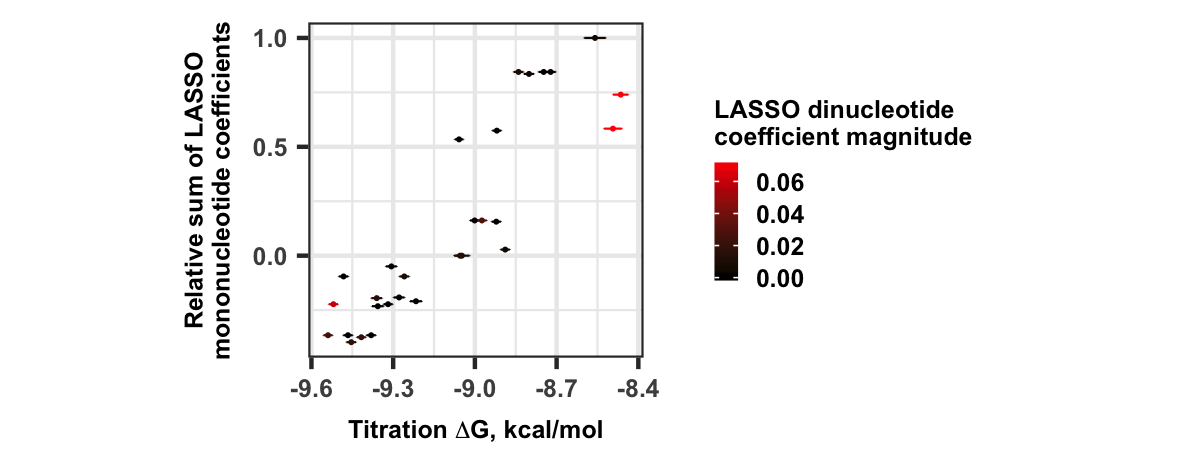 Relative sum of LASSO
mononucleotide coefficients
1.0
0.5
0.0
-9.6
-9.3
-9.0
-8.7
-8.4
Titration ΔG, kcal/mol
LASSO dinucleotide
coefficient magnitude
0.06
0.04
0.02
0.00